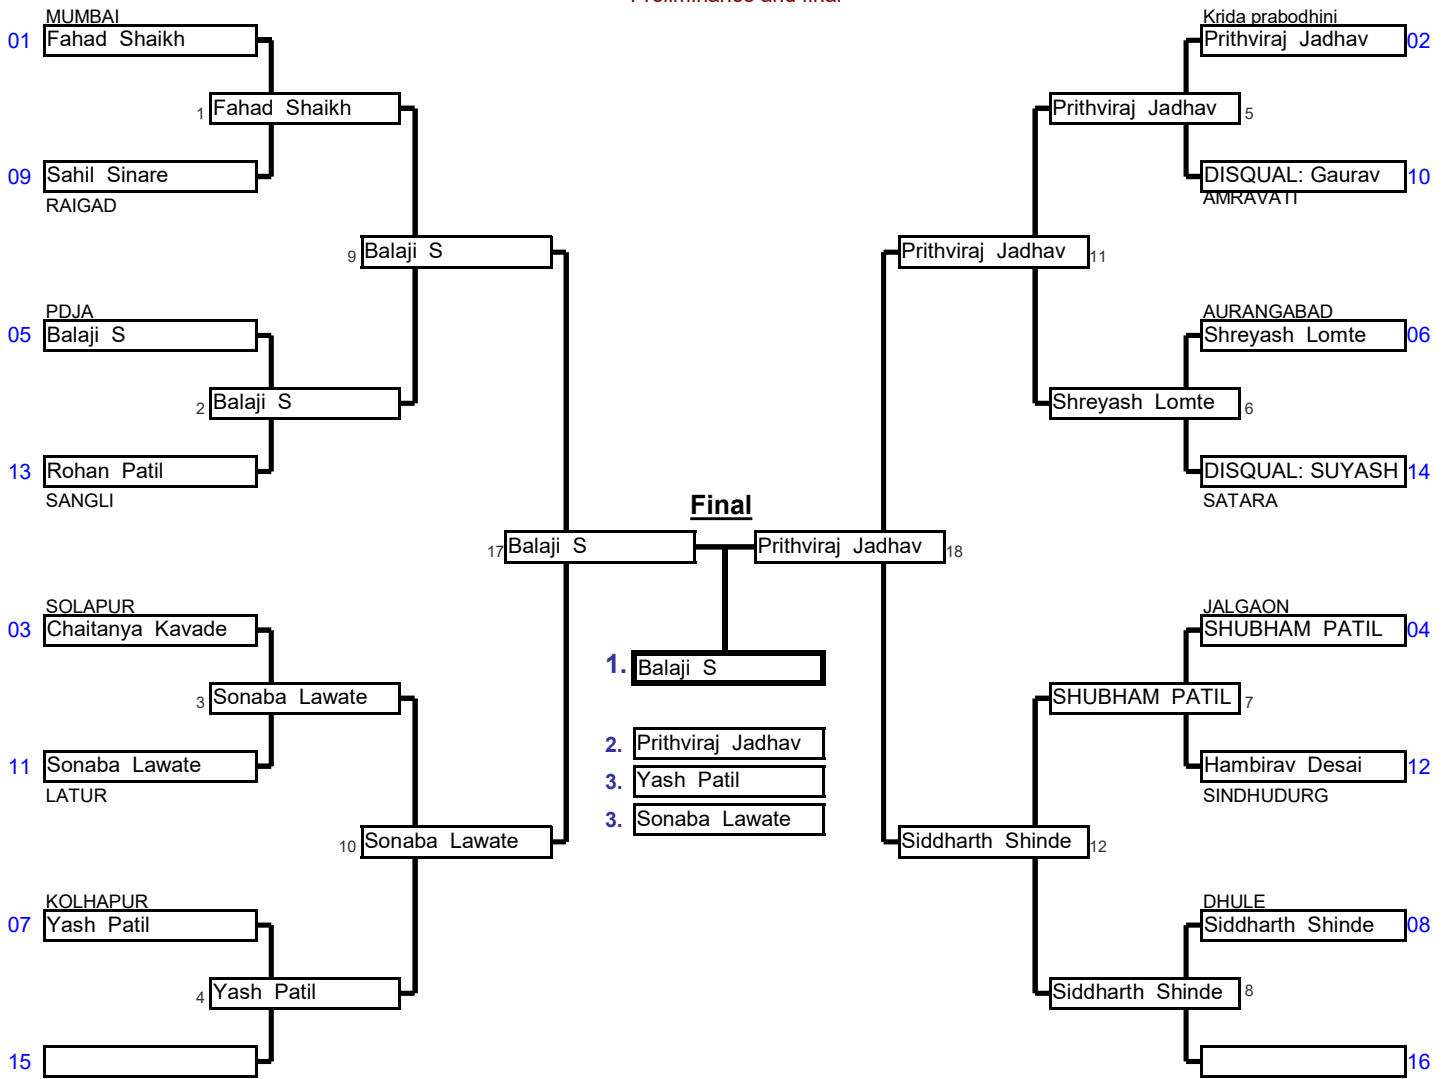 Preliminaries and final
MUMBAI
01 Fahad Shaikh
1 Fahad Shaikh
09 Sahil Sinare
RAIGAD
9 Balaji S
PDJA
05 Balaji S
2 Balaji S
13 Rohan Patil
SANGLI
17 Balaji S
SOLAPUR
03 Chaitanya Kavade
3 Sonaba Lawate
11 Sonaba Lawate
LATUR
10 Sonaba Lawate
KOLHAPUR
07 Yash Patil
4 Yash Patil
15
Final
1. Balaji S
2. Prithviraj Jadhav
3. Yash Patil
3. Sonaba Lawate
Krida prabodhini
Prithviraj Jadhav 02
Prithviraj Jadhav 5
DISQUAL: Gaurav 10
AMRAVATI
Prithviraj Jadhav 11
AURANGABAD
Shreyash Lomte 06
Shreyash Lomte 6
DISQUAL: SUYASH 14
SATARA
Prithviraj Jadhav 18
JALGAON
SHUBHAM PATIL 04
SHUBHAM PATIL 7
Hambirav Desai 12
SINDHUDURG
Siddharth Shinde 12
DHULE
Siddharth Shinde 08
Siddharth Shinde 8
16